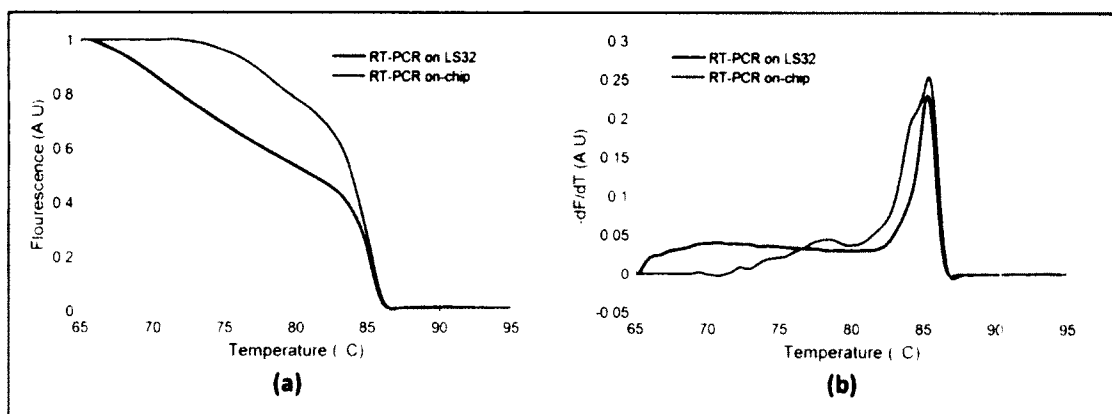 1
0.8
0.6
0.4
0.2
0
Flourescence (A U)
65 70 75 80 85 90 95
Temperature ( C)
RT-PCR on LS32
RT-PCR on-chip
(a)
0 3
0 25
0 2
0 15
0 1
0 05
0
-0 05
-dF/dT (A U)
65 70 75 80 85 90 95
Temperature ( C)
RT-PCR on LS32
RT-PCR on-chip
(b)